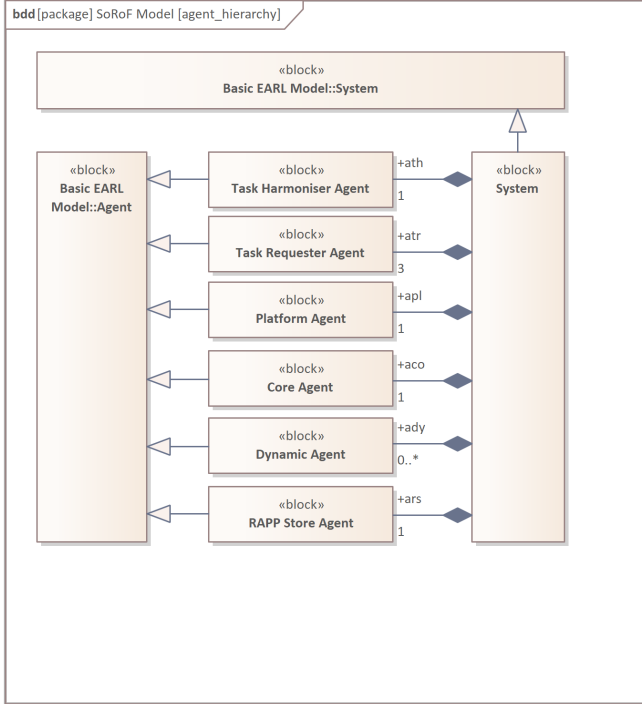 bdd [package] SoRoF Model [agent_hierarchy]
«block»
Basic EARL Model::System
«block»
Basic EARL
Model::Agent
«block»
Task Harmoniser Agent
+ath
1
«block»
System
«block»
Task Requester Agent
+atr
3
«block»
Platform Agent
+apl
1
«block»
Core Agent
+aco
1
«block»
Dynamic Agent
+ady
0..*
«block»
RAPP Store Agent
+ars
1